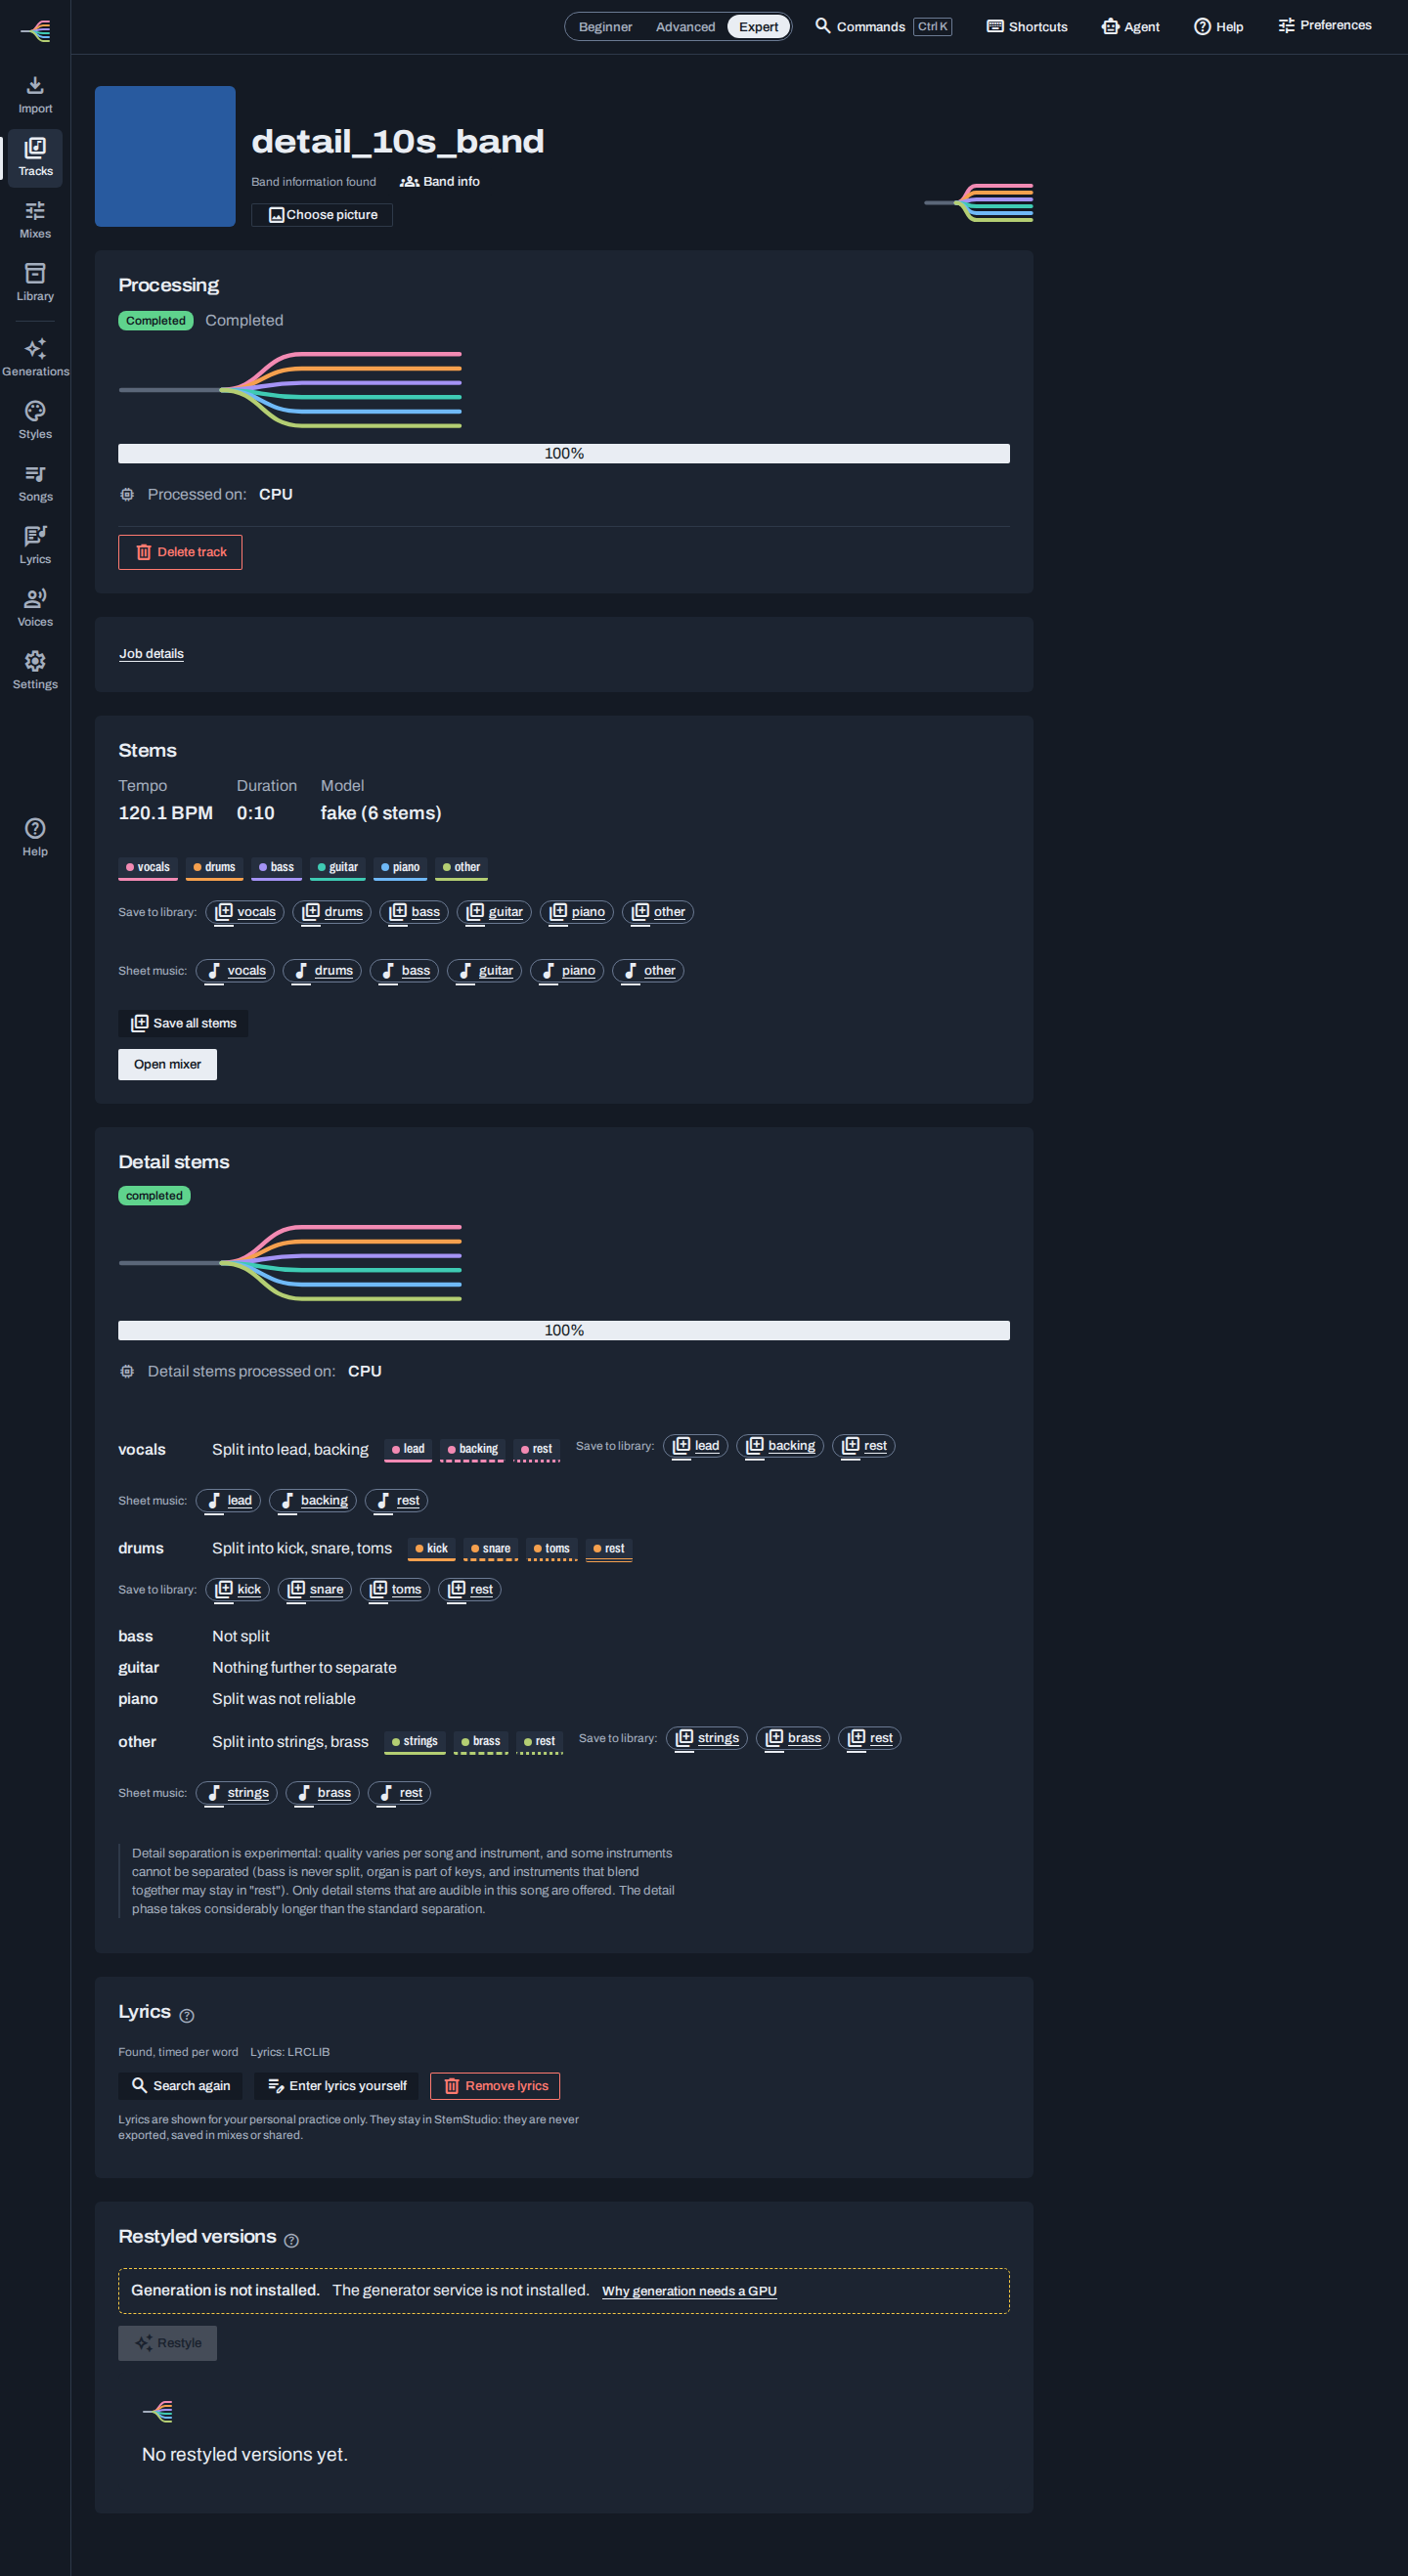 Beginner Advanced Expert Commands Ctrl K Shortcuts Agent Help Preferences
Import
Tracks
Mixes
Library
Generations
Styles
Songs
Lyrics
Voices
Settings
Help
detail_10s_band
Band information found Band info
Choose picture
Processing
Completed Completed
100%
Processed on: CPU
Delete track
Job details
Stems
Tempo Duration Model
120.1 BPM 0:10 fake (6 stems)
vocals drums bass guitar piano other
Save to library: vocals drums bass guitar piano other
Sheet music: vocals drums bass guitar piano other
Save all stems
Open mixer
Detail stems
completed
100%
Detail stems processed on: CPU
vocals Split into lead, backing lead backing rest Save to library: lead backing rest
Sheet music: lead backing rest
drums Split into kick, snare, toms kick snare toms rest
Save to library: kick snare toms rest
bass Not split
guitar Nothing further to separate
piano Split was not reliable
other Split into strings, brass strings brass rest Save to library: strings brass rest
Sheet music: strings brass rest
Detail separation is experimental: quality varies per song and instrument, and some instruments
cannot be separated (bass is never split, organ is part of keys, and instruments that blend
together may stay in "rest"). Only detail stems that are audible in this song are offered. The detail
phase takes considerably longer than the standard separation.
Lyrics ?
Found, timed per word Lyrics: LRCLIB
Search again Enter lyrics yourself Remove lyrics
Lyrics are shown for your personal practice only. They stay in StemStudio: they are never
exported, saved in mixes or shared.
Restyled versions ?
Generation is not installed. The generator service is not installed. Why generation needs a GPU
Restyle
No restyled versions yet.